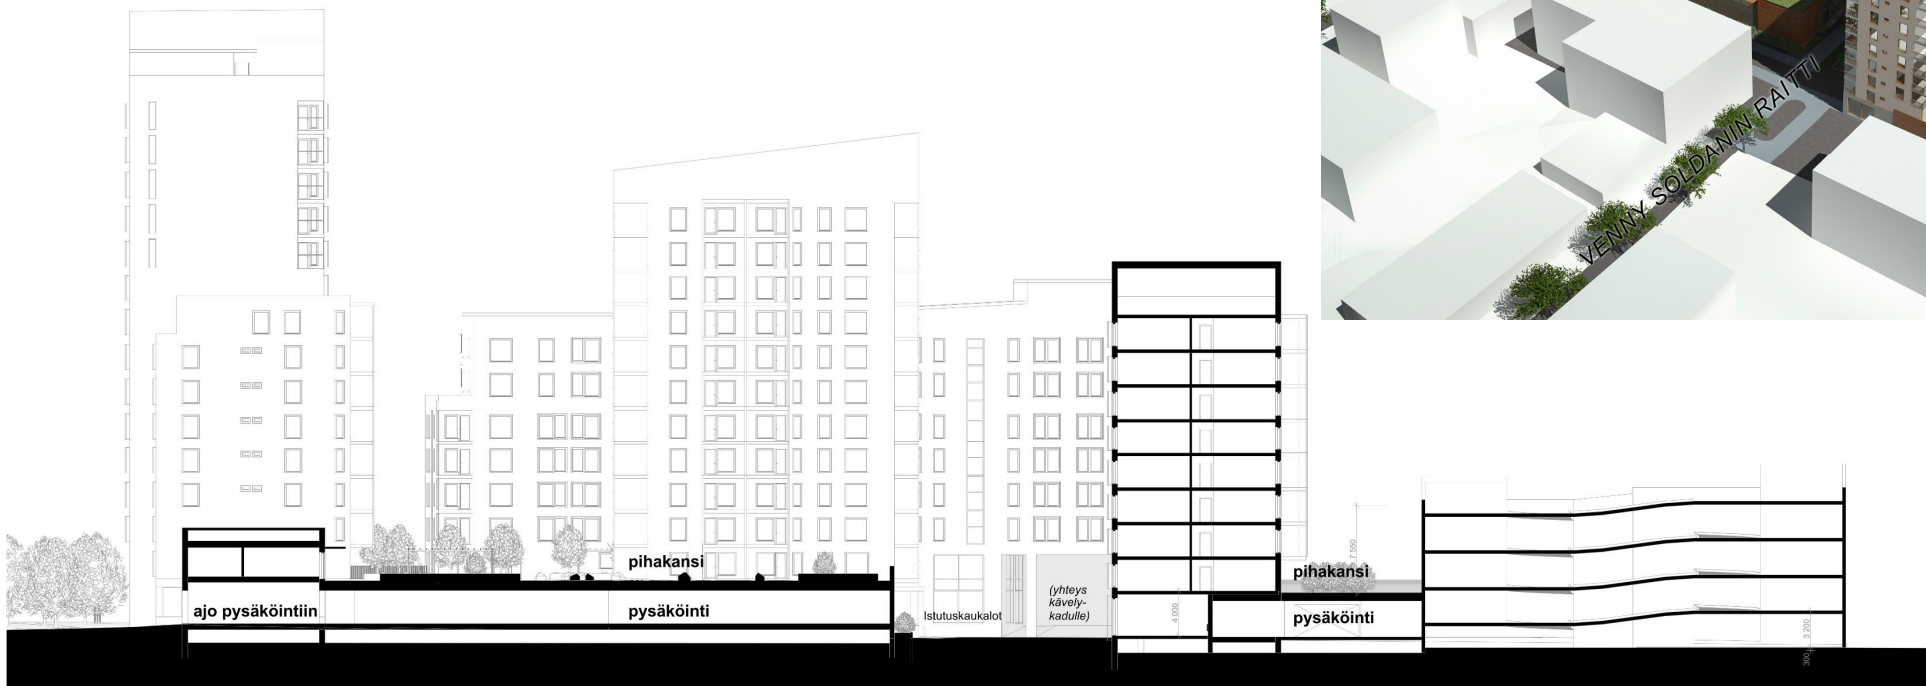 VENNY SOLDANIN RAITTI
pihakansi
ajo pysäköintiin
pysäköinti
Istutuskaukalot
(yhteys
kävely-
kadulle)
4 000
7 550
pihakansi
pysäköinti
3 200
300